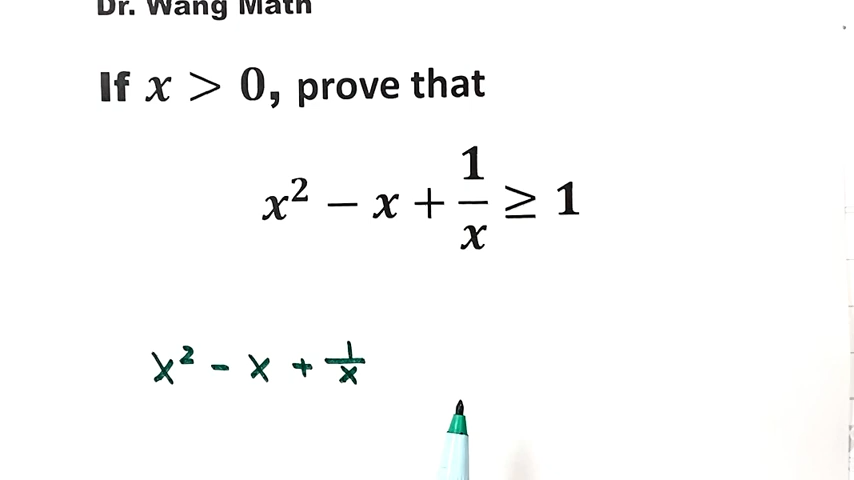 Dr. Wang Math
If x > 0, prove that
x² − x + 1/x ≥ 1
x² - x + 1/x